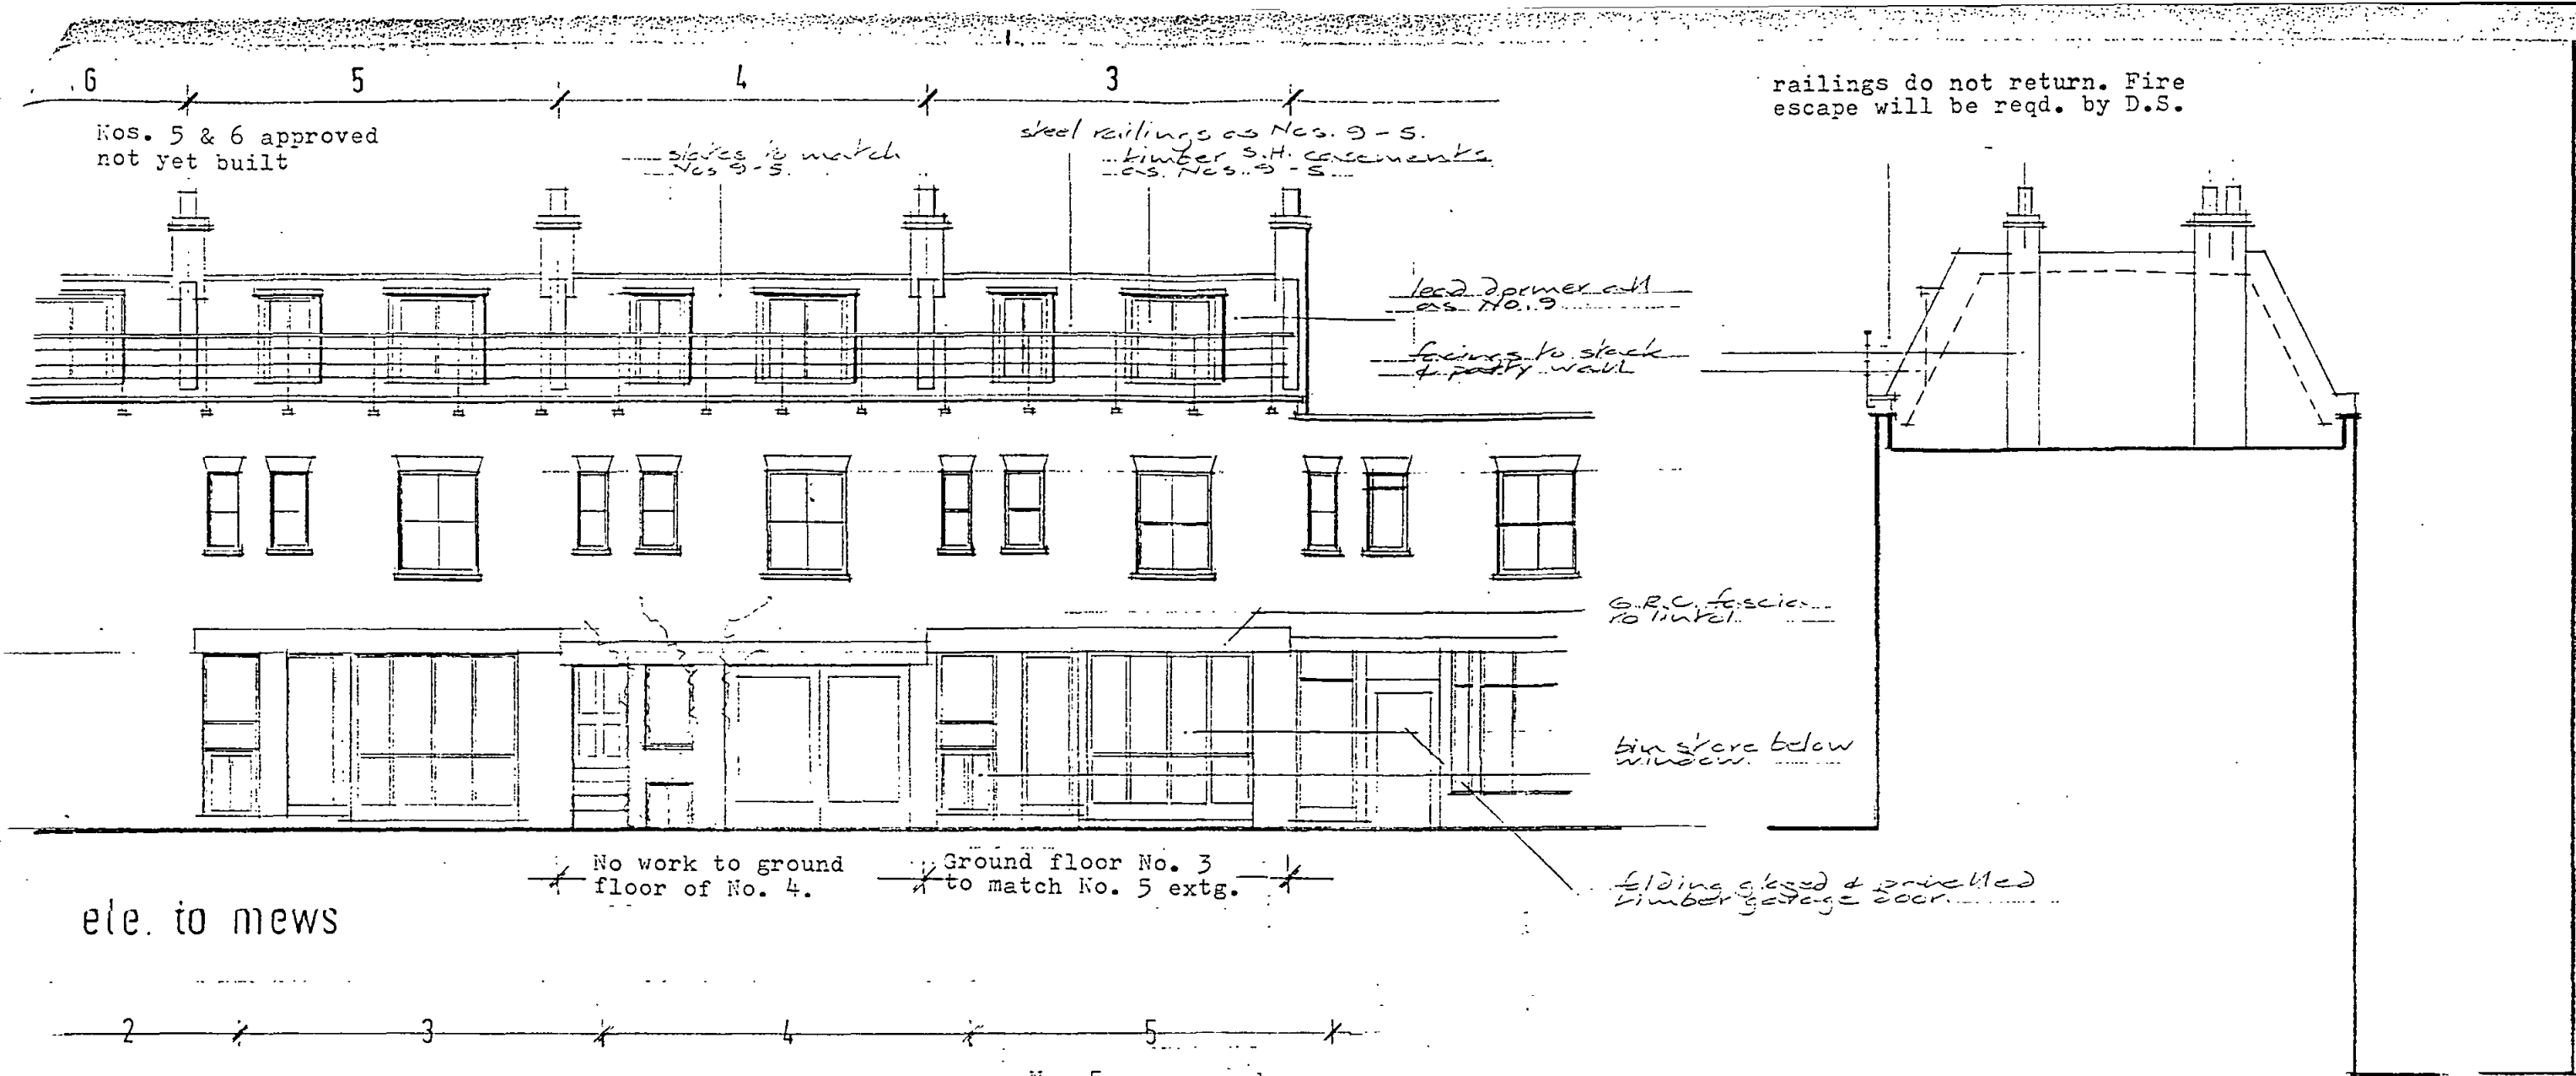 6 5 4 3
Nos. 5 & 6 approved
not yet built
slates to match
Nos 9-5.
steel railings as Nos. 9-5.
timber S.H. casements
as Nos. 9-5
railings do not return. Fire
escape will be reqd. by D.S.
lead dormer all
as No. 9
facings to stack
& party wall
G.R.C. fascia
to lintel
bin store below
window
No work to ground
floor of No. 4.
Ground floor No. 3
to match No. 5 extg.
folding glazed & panelled
timber garage door
ele. to mews
2 3 4 5